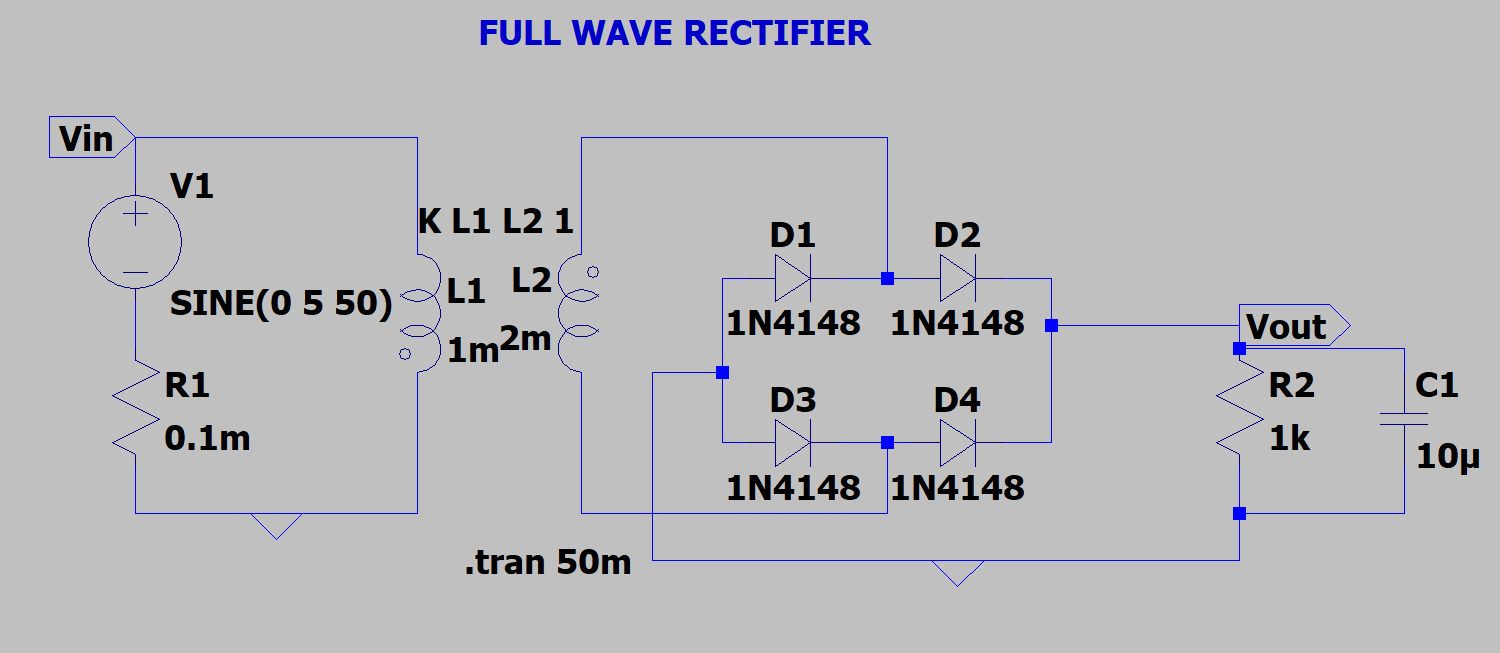 FULL WAVE RECTIFIER
Vin
V1
SINE(0 5 50)
R1
0.1m
K L1 L2 1
L1
1m
L2
2m
D1
1N4148
D2
1N4148
D3
1N4148
D4
1N4148
Vout
R2
1k
C1
10µ
.tran 50m